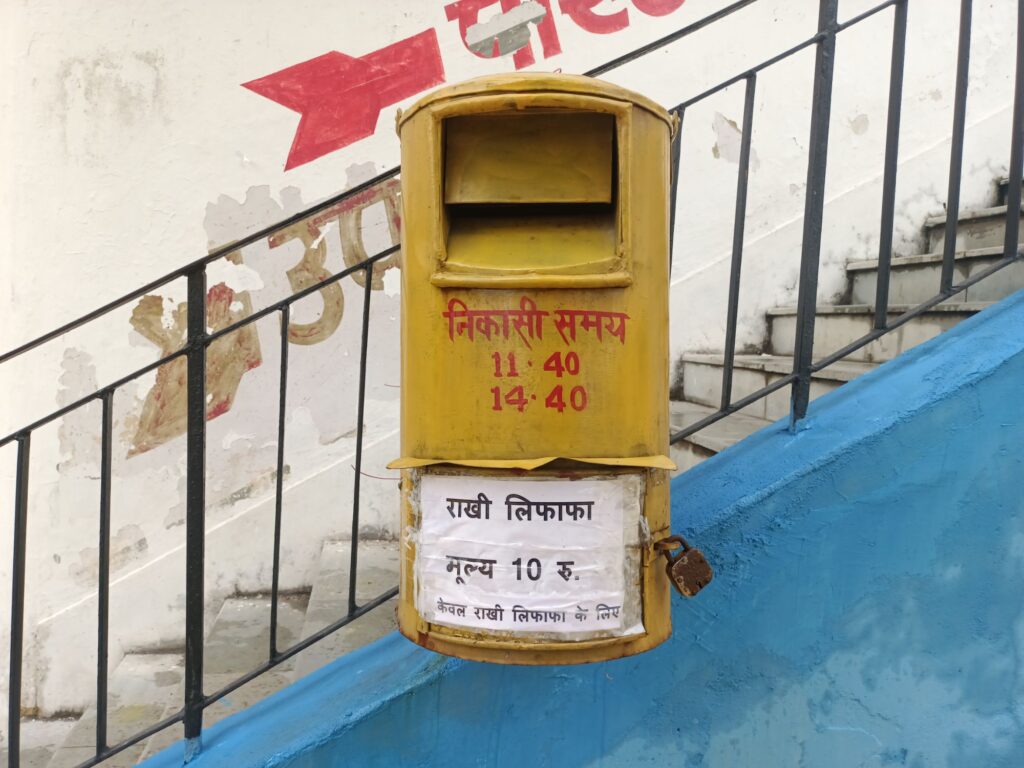 निकासी समय
11·40
14·40
राखी लिफाफा
मूल्य 10 रु.
केवल राखी लिफाफा के लिए